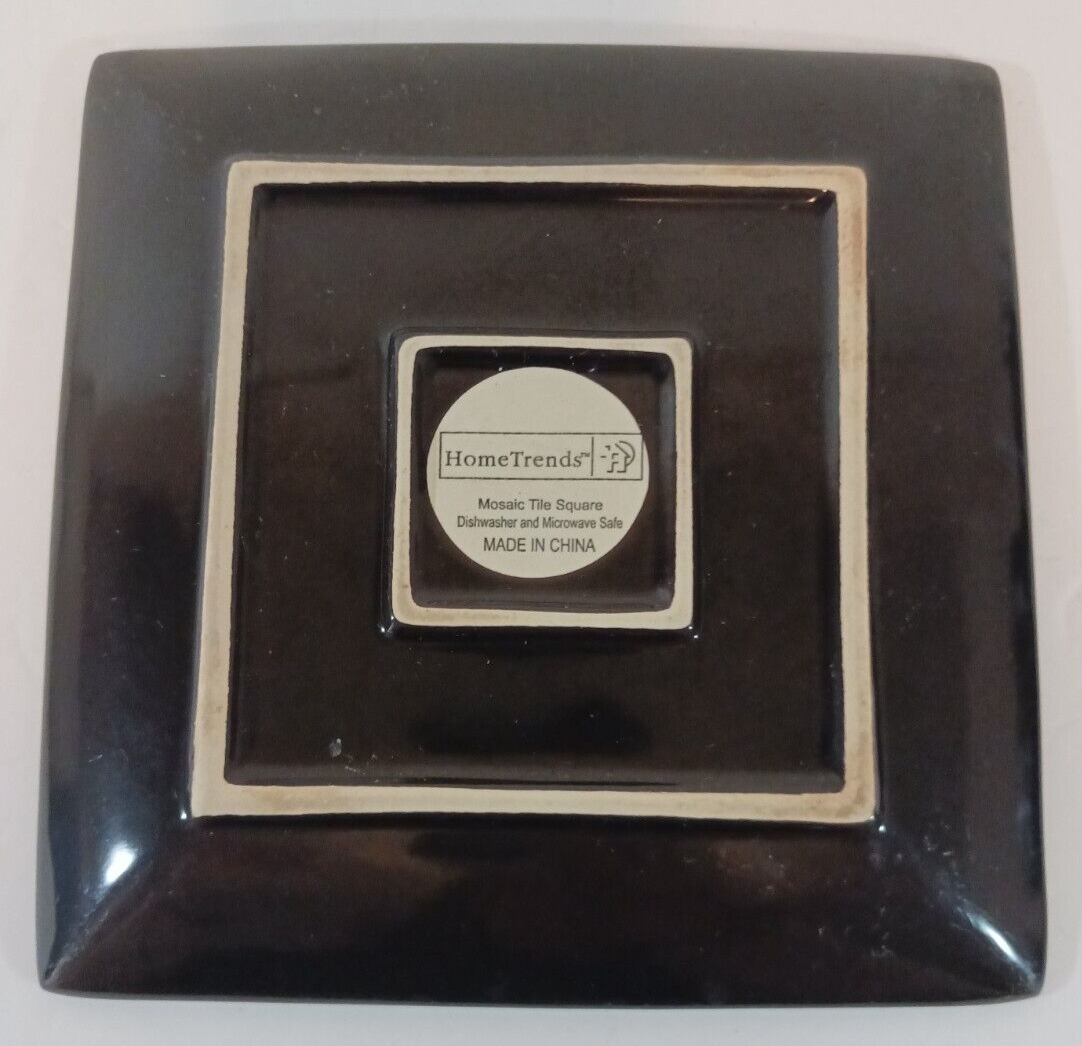 HomeTrends™
Mosaic Tile Square
Dishwasher and Microwave Safe
MADE IN CHINA